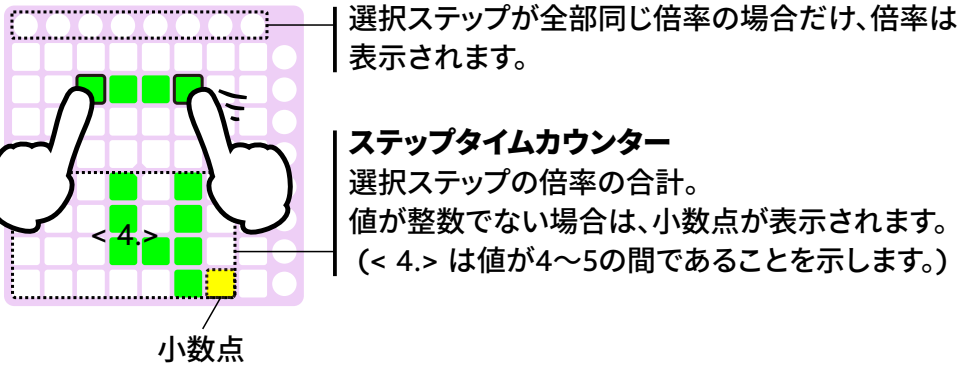 選択ステップが全部同じ倍率の場合だけ、倍率は
表示されます。
ステップタイムカウンター
選択ステップの倍率の合計。
値が整数でない場合は、小数点が表示されます。
(< 4.> は値が4〜5の間であることを示します。)
< 4.>
小数点